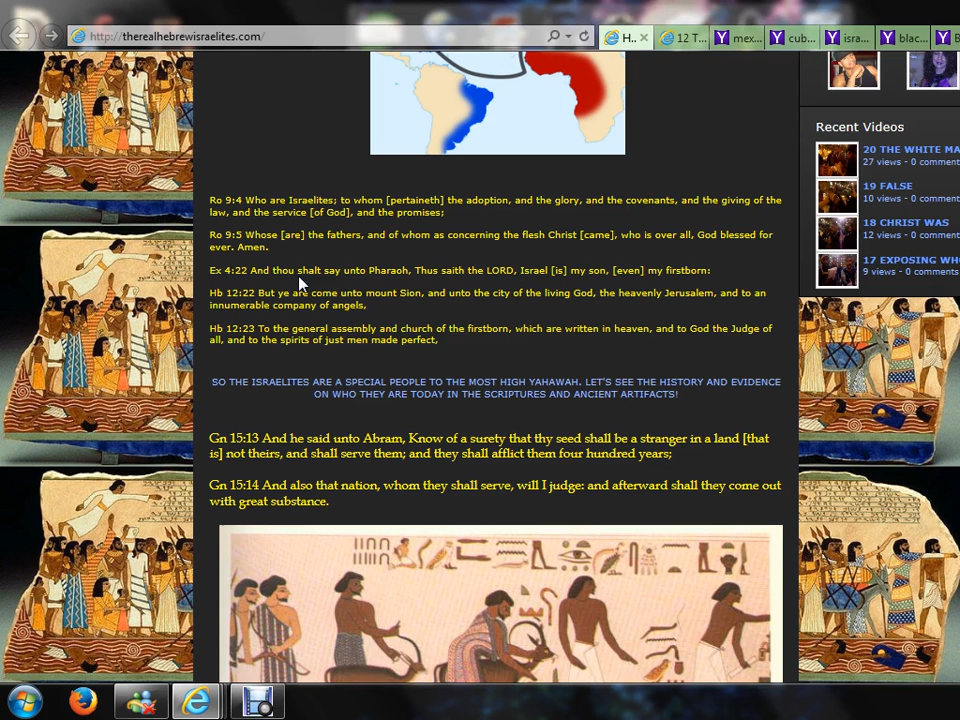 http://therealhebrewisraelites.com/
H..
12 T...
mex...
cub...
isra...
blac...
B
Recent Videos
20 THE WHITE MA
27 views - 0 comment
19 FALSE
10 views - 0 comment
18 CHRIST WAS
12 views - 0 comment
17 EXPOSING WH
9 views - 0 comments
Ro 9:4 Who are Israelites; to whom [pertaineth] the adoption, and the glory, and the covenants, and the giving of the
law, and the service [of God], and the promises;
Ro 9:5 Whose [are] the fathers, and of whom as concerning the flesh Christ [came], who is over all, God blessed for
ever. Amen.
Ex 4:22 And thou shalt say unto Pharaoh, Thus saith the LORD, Israel [is] my son, [even] my firstborn:
Hb 12:22 But ye are come unto mount Sion, and unto the city of the living God, the heavenly Jerusalem, and to an
innumerable company of angels,
Hb 12:23 To the general assembly and church of the firstborn, which are written in heaven, and to God the Judge of
all, and to the spirits of just men made perfect,
SO THE ISRAELITES ARE A SPECIAL PEOPLE TO THE MOST HIGH YAHAWAH. LET'S SEE THE HISTORY AND EVIDENCE
ON WHO THEY ARE TODAY IN THE SCRIPTURES AND ANCIENT ARTIFACTS!
Gn 15:13 And he said unto Abram, Know of a surety that thy seed shall be a stranger in a land [that
is] not theirs, and shall serve them; and they shall afflict them four hundred years;
Gn 15:14 And also that nation, whom they shall serve, will I judge: and afterward shall they come out
with great substance.